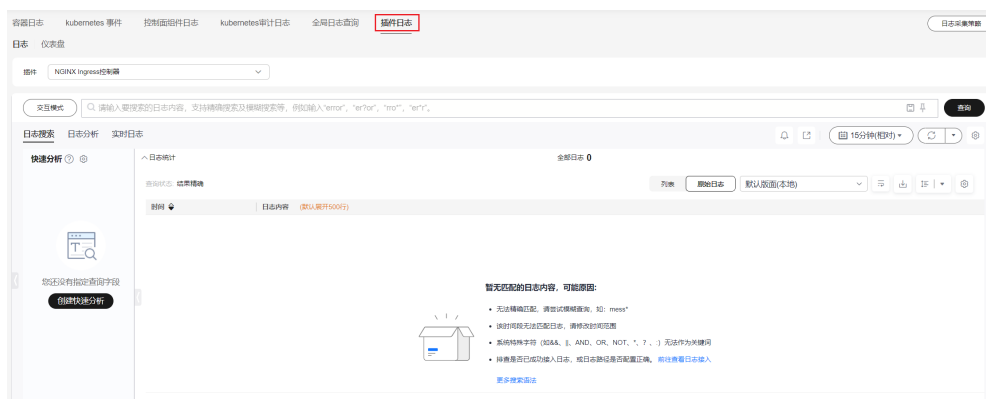 容器日志 kubernetes 事件 控制面组件日志 kubernetes审计日志 全局日志查询 插件日志 日志采集策略
日志 仪表盘
插件 NGINX Ingress控制器
交互模式 请输入要搜索的日志内容，支持精确搜索及模糊搜索等，例如输入"error"，"er?or"，"rro*"，"er*r"。 查询
日志搜索 日志分析 实时日志 15分钟(相对)
快速分析 日志统计 全部日志 0
查询状态: 结果精确 列表 原始日志 默认版面(本地)
时间 日志内容 (默认展开500行)
您还没有指定查询字段
创建快速分析
暂无匹配的日志内容，可能原因:
• 无法精确匹配，请尝试模糊查询，如：mess*
• 该时间段无法匹配日志，请修改时间范围
• 系统特殊字符（如&&、||、AND、OR、NOT、*、?、:）无法作为关键词
• 排查是否已成功接入日志，或日志路径是否配置正确。 前往查看日志接入
更多搜索语法